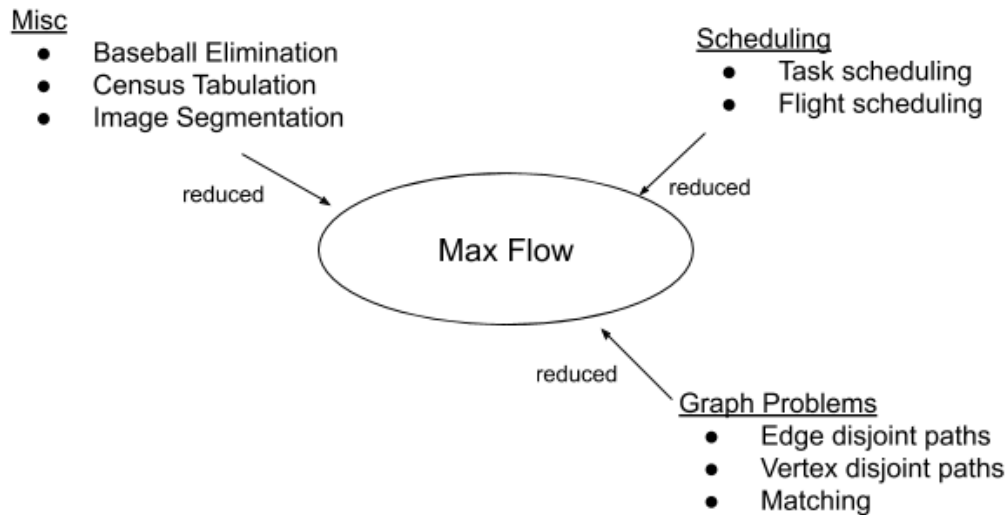 Misc
● Baseball Elimination
● Census Tabulation
● Image Segmentation
reduced
Scheduling
● Task scheduling
● Flight scheduling
reduced
Max Flow
reduced
Graph Problems
● Edge disjoint paths
● Vertex disjoint paths
● Matching